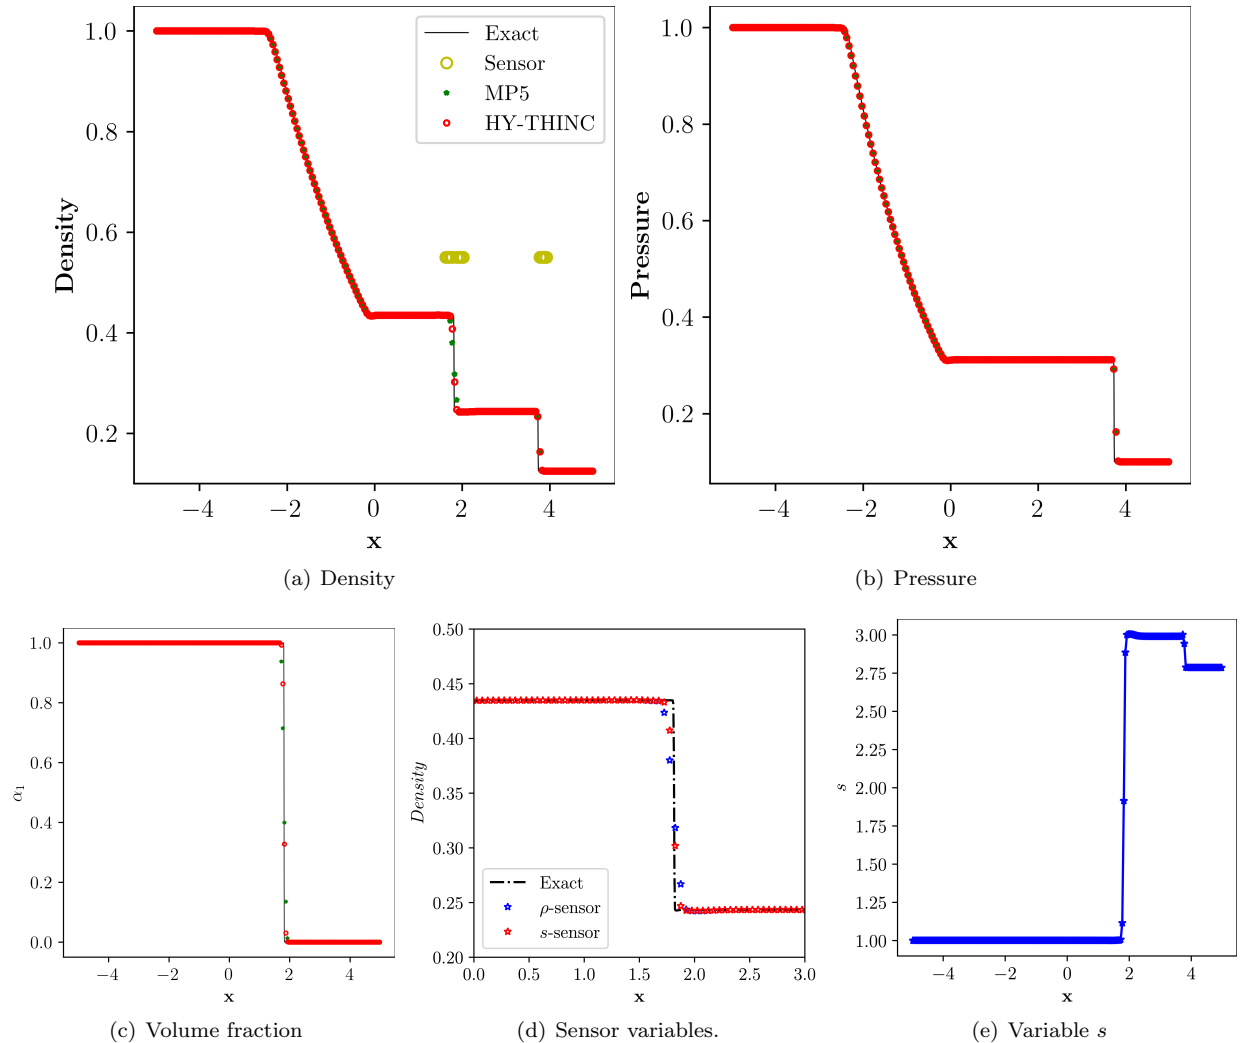 1.0
0.8
0.6
0.4
0.2
Density
Exact
Sensor
MP5
HY-THINC
−4 −2 0 2 4
x
(a) Density
1.0
0.8
0.6
0.4
0.2
Pressure
−4 −2 0 2 4
x
(b) Pressure
1.0
0.8
0.6
0.4
0.2
0.0
α₁
−4 −2 0 2 4
x
(c) Volume fraction
0.50
0.45
0.40
0.35
0.30
0.25
0.20
Density
Exact
ρ-sensor
s-sensor
0.0 0.5 1.0 1.5 2.0 2.5 3.0
x
(d) Sensor variables.
3.00
2.75
2.50
2.25
2.00
1.75
1.50
1.25
1.00
s
−4 −2 0 2 4
x
(e) Variable s